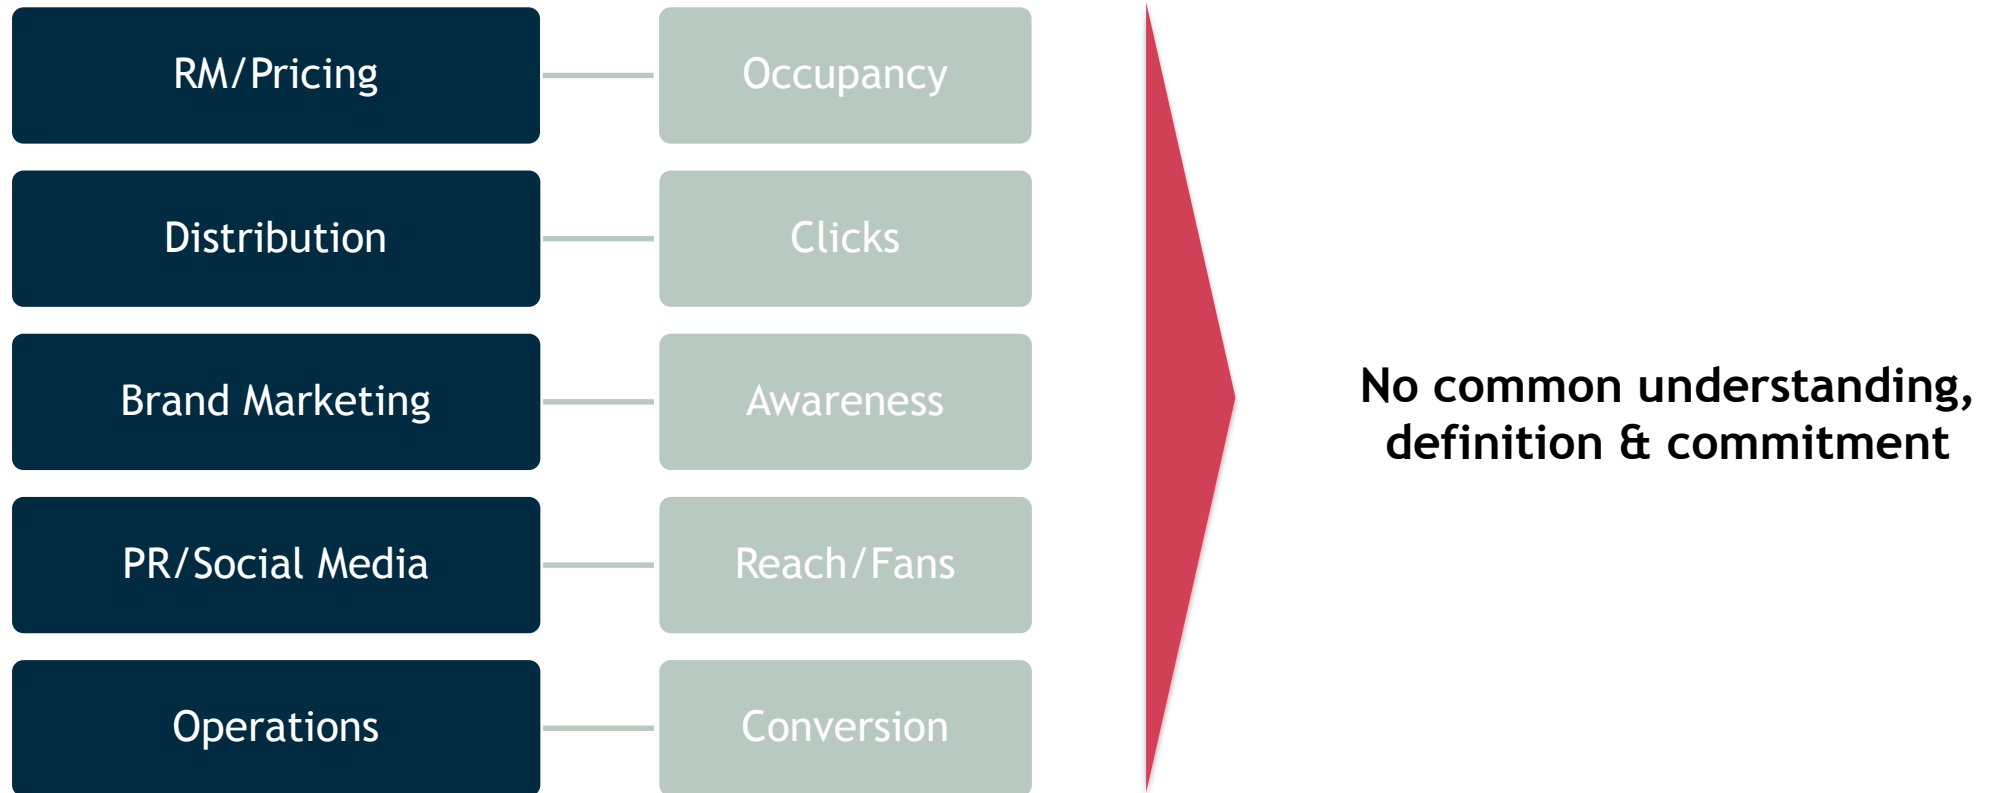 RM/Pricing
Occupancy
Distribution
Clicks
Brand Marketing
Awareness
PR/Social Media
Reach/Fans
Operations
Conversion
No common understanding,
definition & commitment